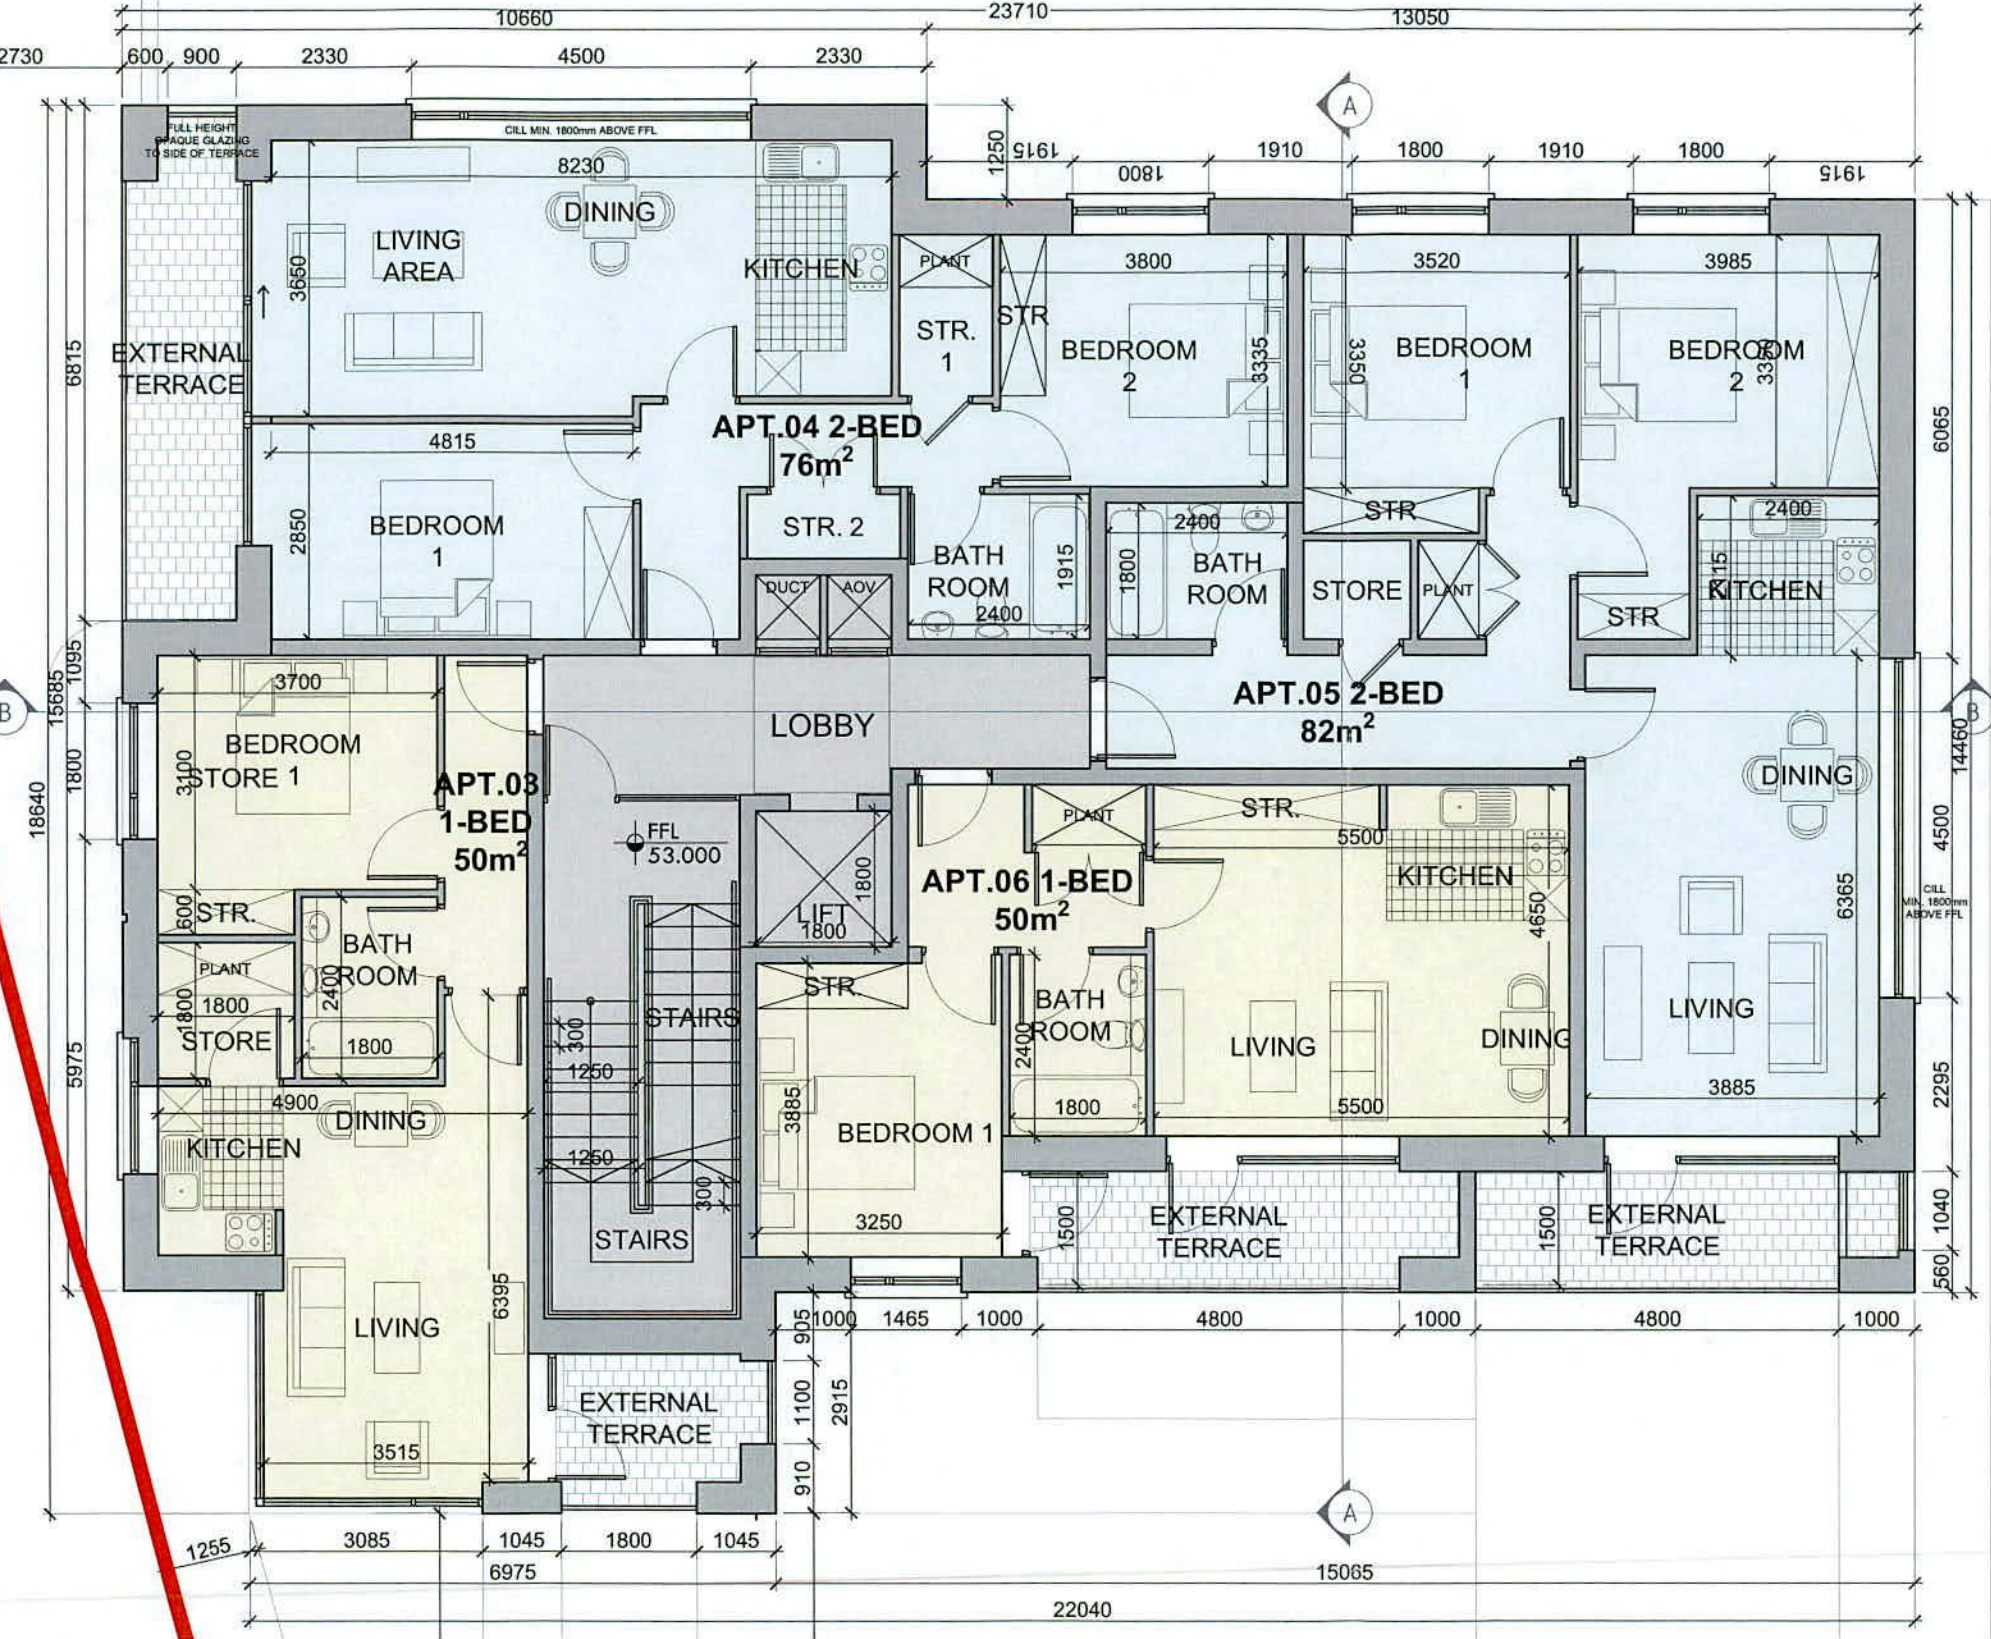 23710
10660
13050
2730
600
900
2330
4500
2330
A
FULL HEIGHT
OPAQUE GLAZING
TO SIDE OF TERRACE
CILL MIN. 1800mm ABOVE FFL
1250
1915
1800
1910
1800
1910
1800
1915
8230
DINING
LIVING
AREA
3650
KITCHEN
PLANT
STR.
1
STR
3800
BEDROOM
2
3335
3520
BEDROOM
1
3350
3985
BEDROOM
2
3350
6815
EXTERNAL
TERRACE
6065
APT.04 2-BED
76m²
4815
2850
BEDROOM
1
STR. 2
DUCT
AOV
BATH
ROOM
1915
2400
2400
1800
BATH
ROOM
STR
STORE
PLANT
STR
2400
KITCHEN
1095
15685
B
3700
BEDROOM
STORE 1
3100
1800
18640
APT.03
1-BED
50m²
LOBBY
APT.05 2-BED
82m²
B
14460
DINING
4500
CILL
MIN. 1800mm
ABOVE FFL
FFL
53.000
1800
LIFT
1800
PLANT
STR.
5500
KITCHEN
4650
APT.06 1-BED
50m²
6365
600
STR.
PLANT
1800
1800
STORE
BATH
ROOM
2400
1800
STAIRS
300
1250
STR.
BATH
ROOM
2400
1800
LIVING
DINING
LIVING
5975
4900
DINING
KITCHEN
3885
BEDROOM 1
5500
3885
2295
1250
300
STAIRS
3250
1500
EXTERNAL
TERRACE
1500
EXTERNAL
TERRACE
1040
560
LIVING
6395
905
1000
1465
1000
4800
1000
4800
1000
EXTERNAL
TERRACE
1100
2915
3515
910
A
1255
3085
1045
1800
1045
6975
15065
22040